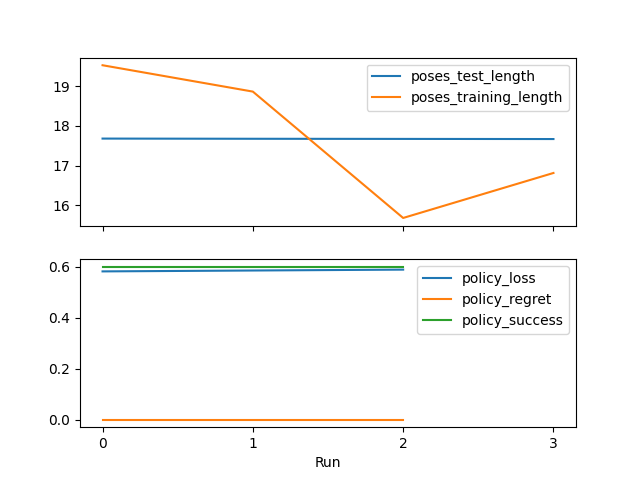 19
18
17
16
poses_test_length
poses_training_length
0.6
0.4
0.2
0.0
policy_loss
policy_regret
policy_success
0 1 2 3
Run